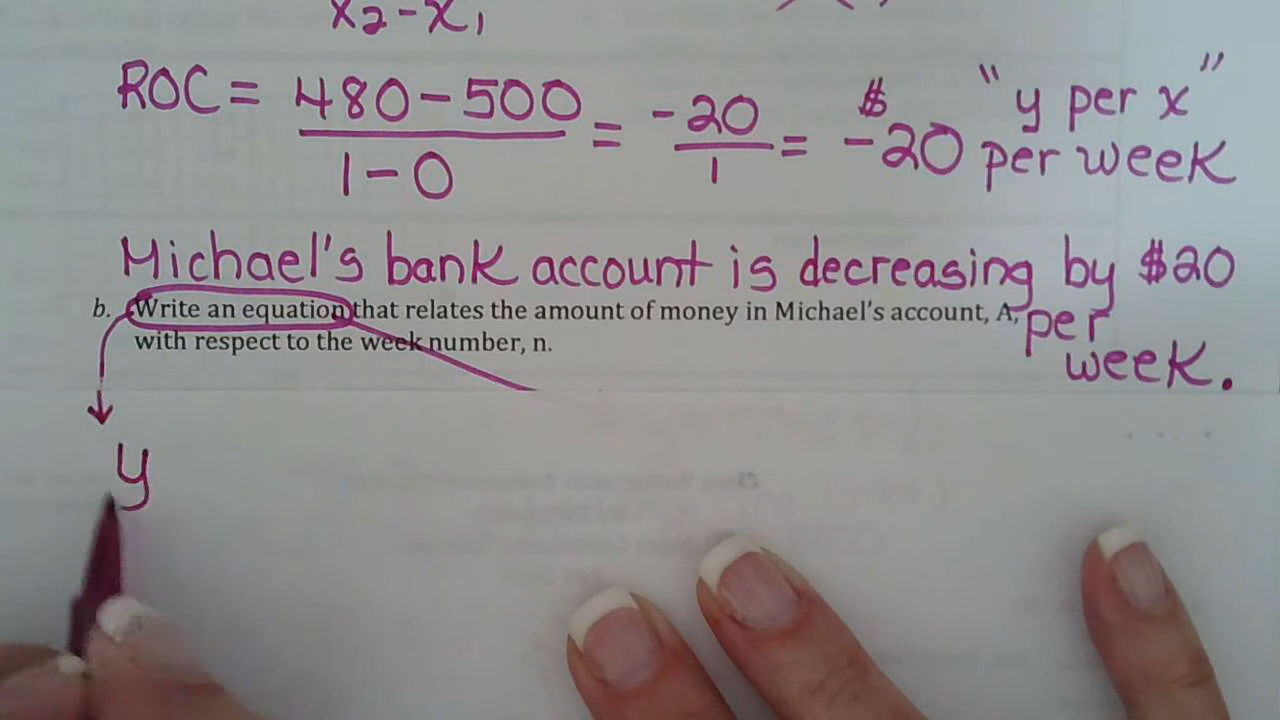 x₂-x₁
ROC = 480-500 / 1-0 = -20 / 1 = $ -20 "y per x" per week
Michael's bank account is decreasing by $20 per week.
b. Write an equation that relates the amount of money in Michael's account, A,
with respect to the week number, n.
y